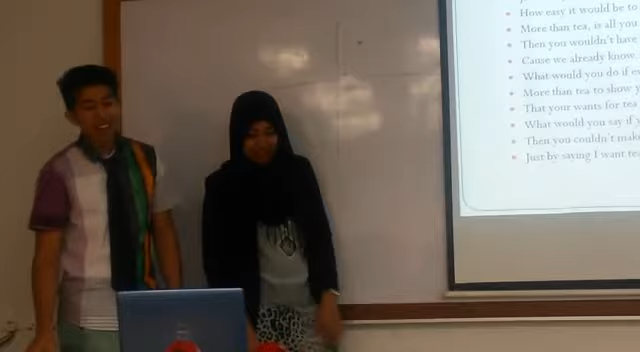 How easy it would be to
More than tea, is all you
Then you wouldn't have
Cause we already know
What would you do if
More than tea to show y
That your wants for tea
What would you say if y
Then you couldn't mak
Just by saying I want tea